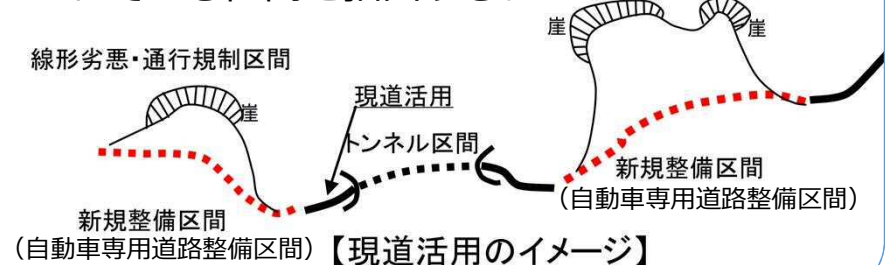 崖
崖
線形劣悪・通行規制区間
崖
現道活用
トンネル区間
新規整備区間
（自動車専用道路整備区間）
新規整備区間
（自動車専用道路整備区間）
【現道活用のイメージ】